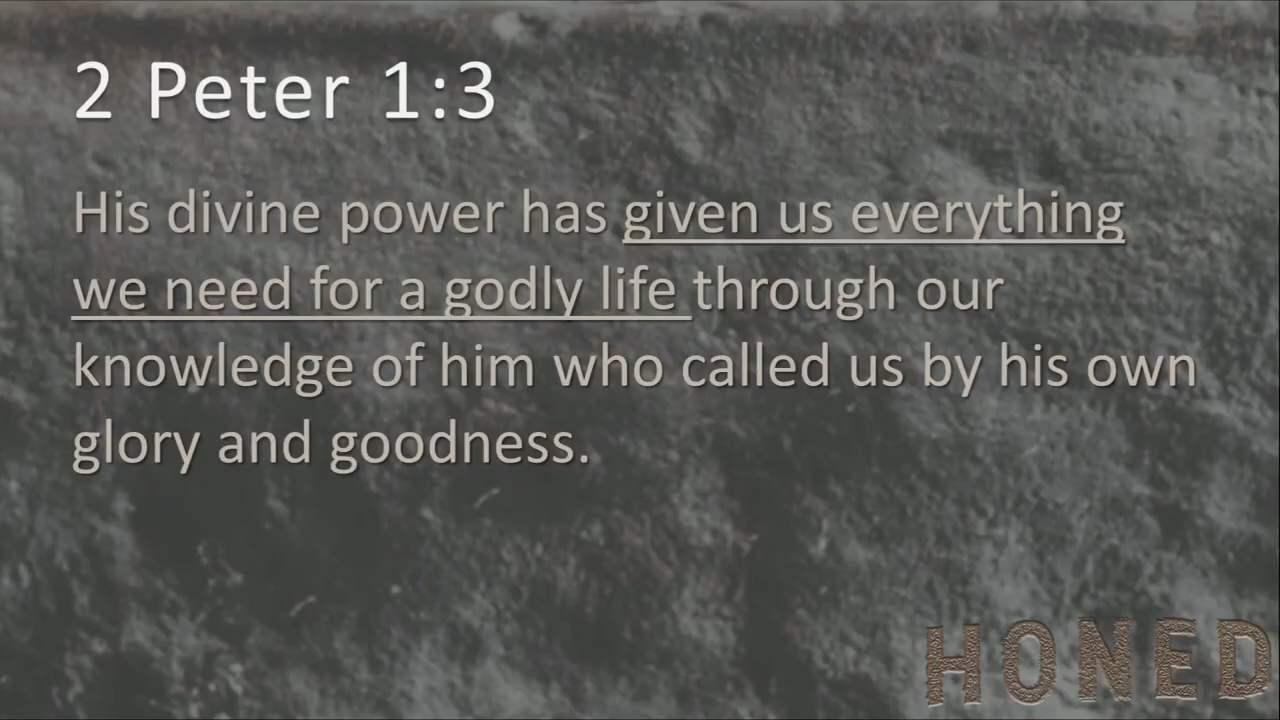 2 Peter 1:3
His divine power has given us everything
we need for a godly life through our
knowledge of him who called us by his own
glory and goodness.
HONED